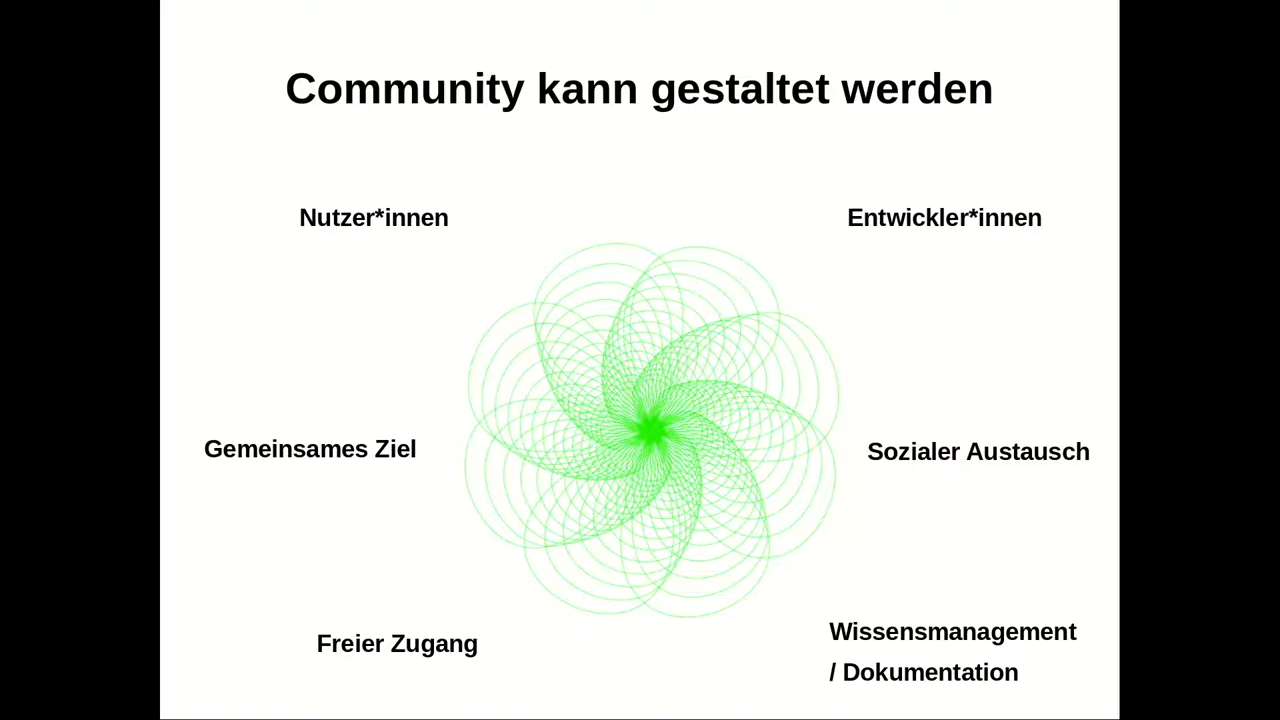 Community kann gestaltet werden
Nutzer*innen
Entwickler*innen
Gemeinsames Ziel
Sozialer Austausch
Freier Zugang
Wissensmanagement
/ Dokumentation